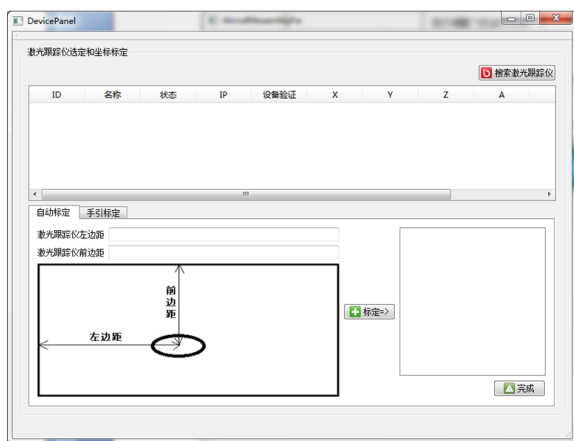 DevicePanel
激光跟踪仪选定和坐标标定
搜索激光跟踪仪
ID 名称 状态 IP 设备验证 X Y Z A
自动标定 手引标定
激光跟踪仪左边距
激光跟踪仪前边距
前边距
左边距
标定=>
完成